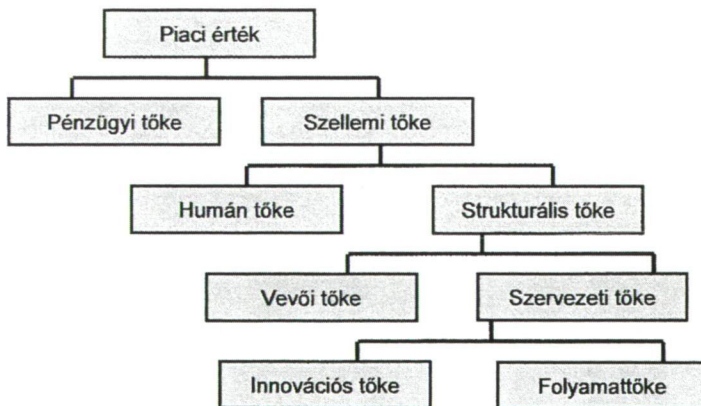 Piaci érték
Pénzügyi tőke
Szellemi tőke
Humán tőke
Strukturális tőke
Vevői tőke
Szervezeti tőke
Innovációs tőke
Folyamattőke